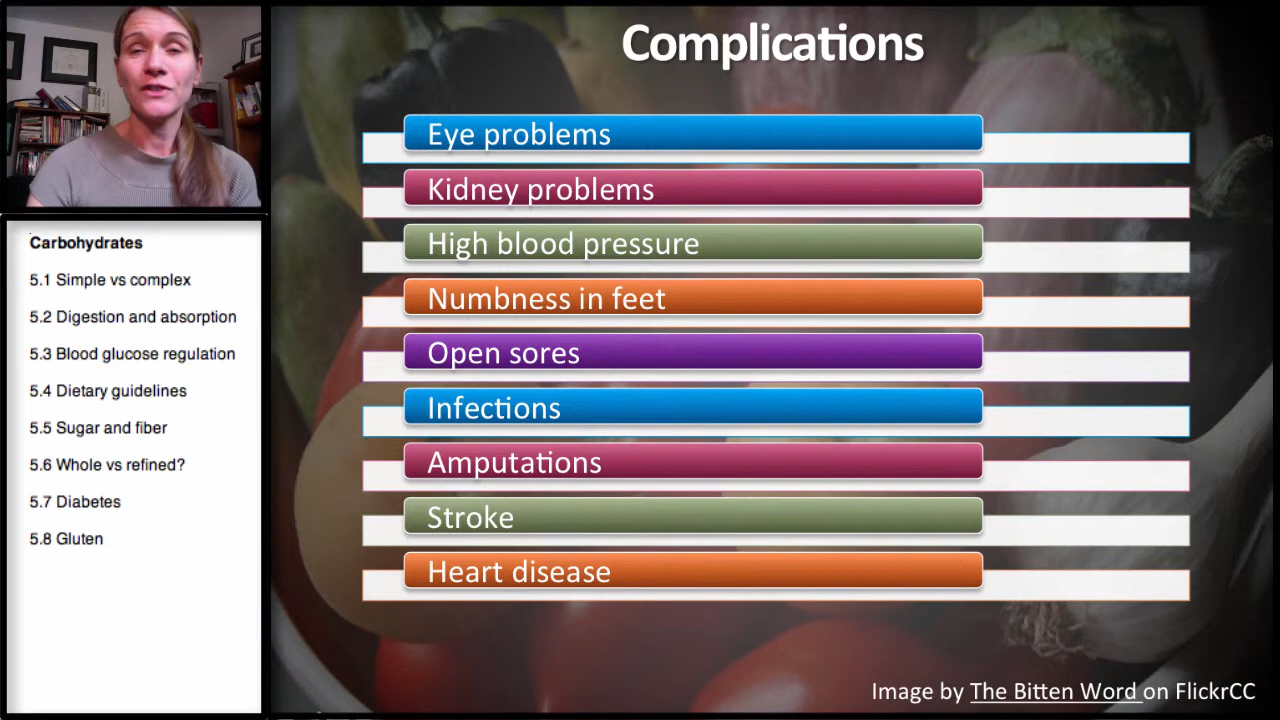 Complications
Eye problems
Kidney problems
High blood pressure
Numbness in feet
Open sores
Infections
Amputations
Stroke
Heart disease
Image by The Bitten Word on FlickrCC
Carbohydrates
5.1 Simple vs complex
5.2 Digestion and absorption
5.3 Blood glucose regulation
5.4 Dietary guidelines
5.5 Sugar and fiber
5.6 Whole vs refined?
5.7 Diabetes
5.8 Gluten